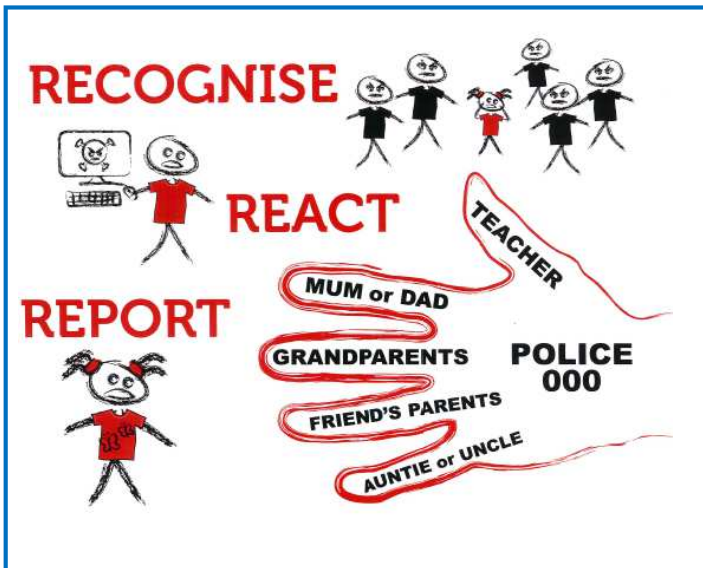 RECOGNISE
REACT
REPORT
TEACHER
MUM or DAD
GRANDPARENTS
FRIEND'S PARENTS
AUNTIE or UNCLE
POLICE
000